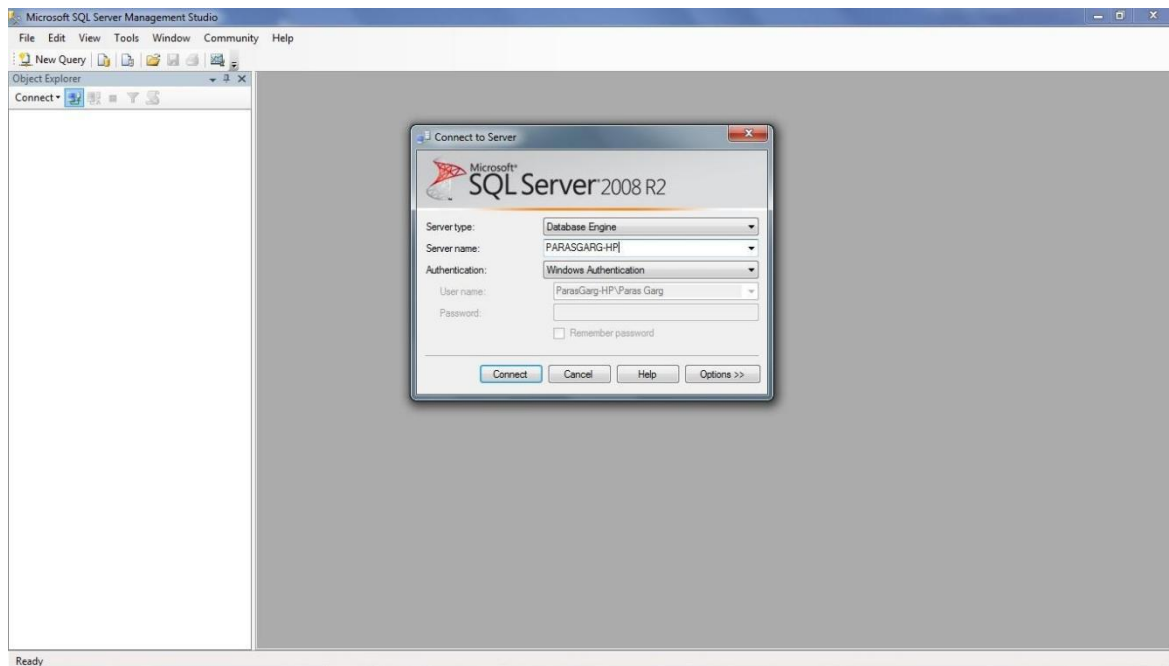 Microsoft SQL Server Management Studio
File Edit View Tools Window Community Help
New Query
Object Explorer
Connect
Connect to Server
Microsoft®
SQL Server® 2008 R2
Server type: Database Engine
Server name: PARASGARG-HP
Authentication: Windows Authentication
User name: ParasGarg-HP\Paras Garg
Password:
Remember password
Connect Cancel Help Options >>
Ready